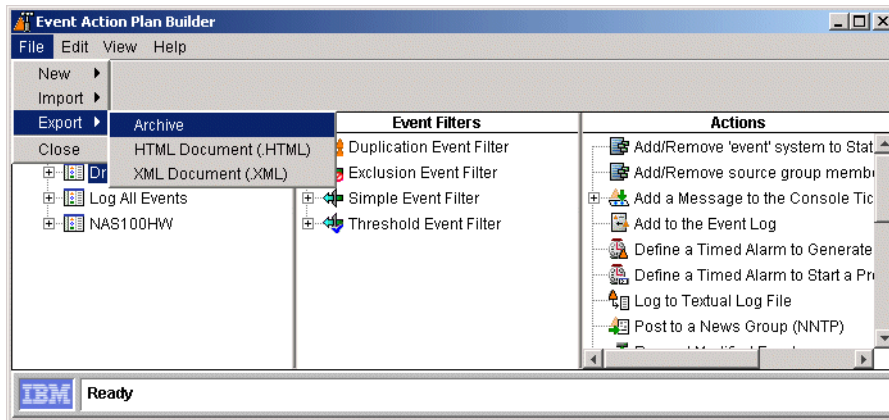 Event Action Plan Builder
File Edit View Help
New
Import
Export
Close
Archive
HTML Document (.HTML)
XML Document (.XML)
Dr
Log All Events
NAS100HW
Event Filters
Duplication Event Filter
Exclusion Event Filter
Simple Event Filter
Threshold Event Filter
Actions
Add/Remove 'event' system to Stat
Add/Remove source group memb
Add a Message to the Console Tic
Add to the Event Log
Define a Timed Alarm to Generate
Define a Timed Alarm to Start a Pr
Log to Textual Log File
Post to a News Group (NNTP)
IBM
Ready